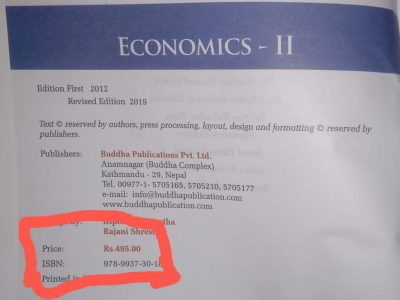 ECONOMICS - II
Edition First 2012
Revised Edition 2019
Text © reserved by authors, press processing, layout, design and formatting © reserved by
publishers.
Publishers: Buddha Publications Pvt. Ltd.
Anamnagar (Buddha Complex)
Kathmandu - 29, Nepal
Tel. 00977-1- 5705165, 5705210, 5705177
e-mail: info@buddhapublication.com
www.buddhapublication.com
Rajani
Price: Rs.495.00
ISBN: 978-9937-30-
Printed in